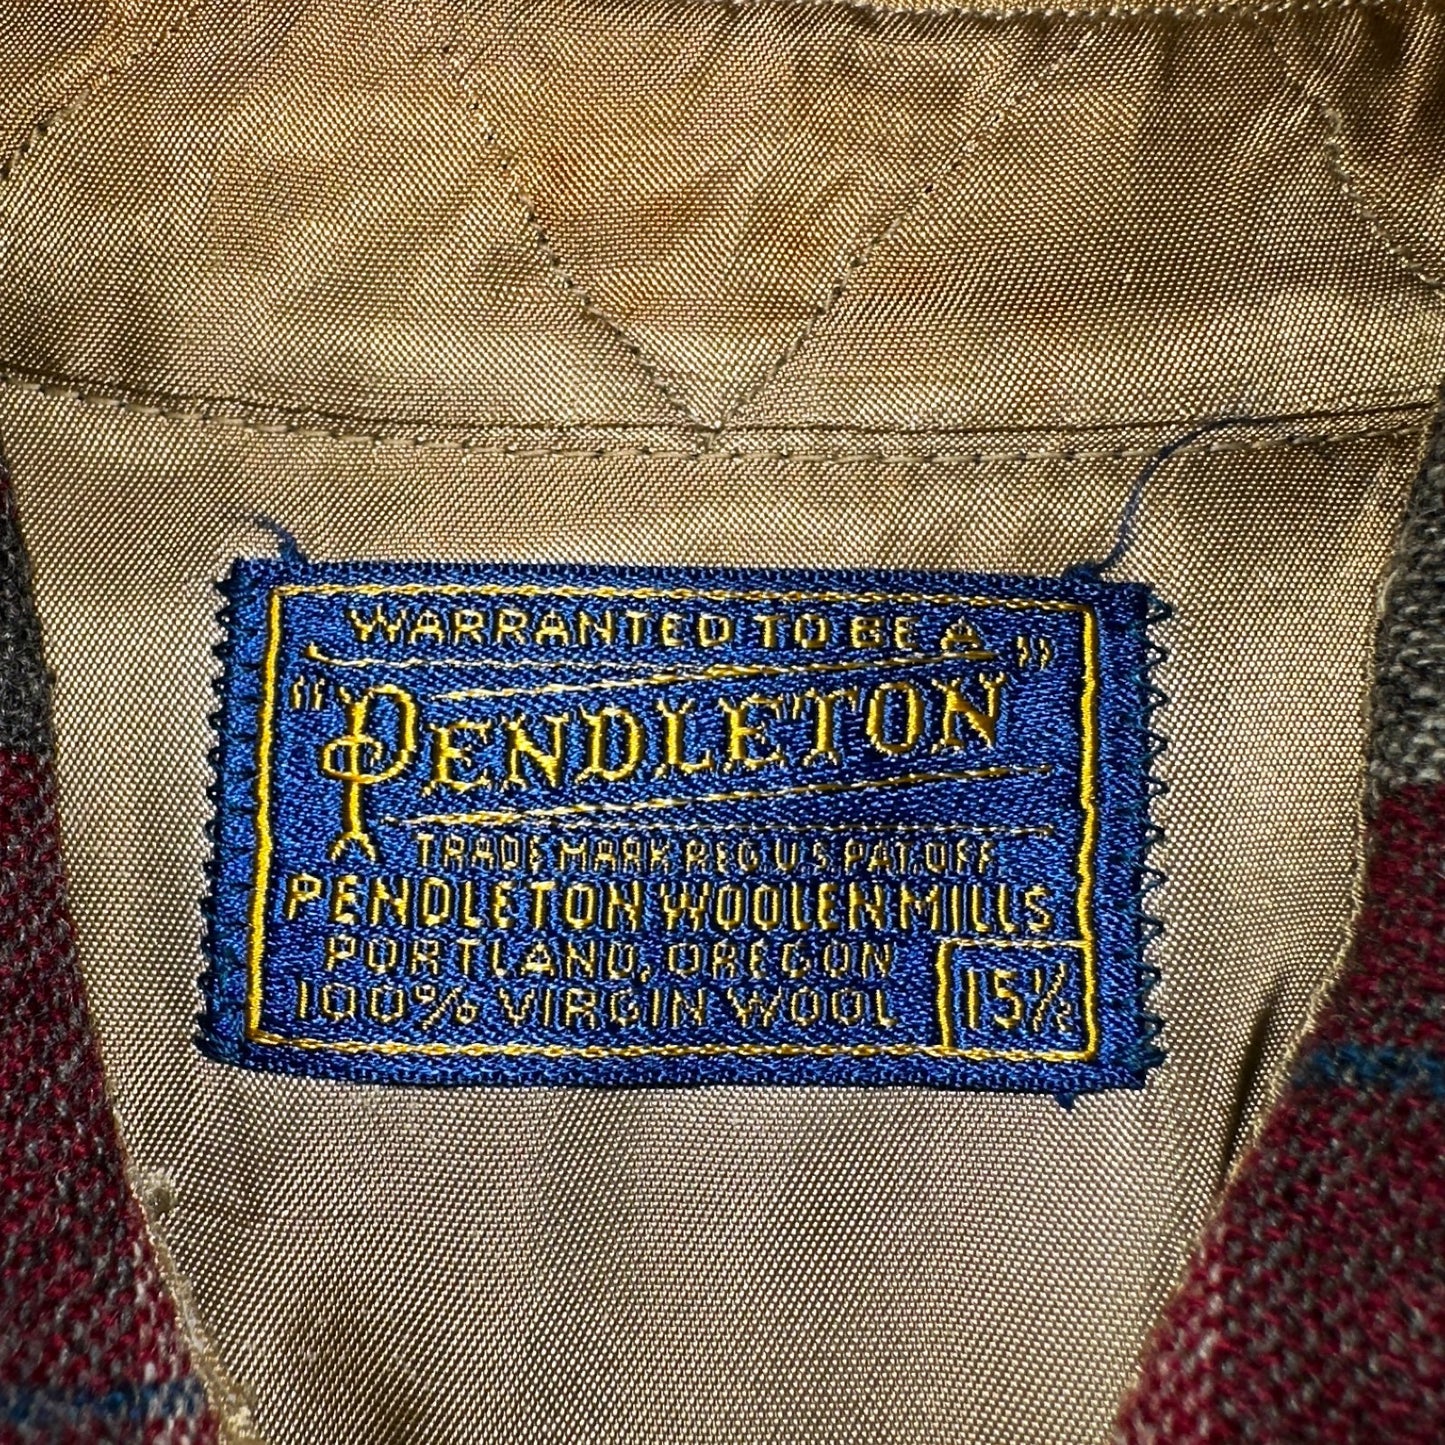 WARRANTED TO BE A
"PENDLETON"
TRADE MARK REG. U.S. PAT. OFF.
PENDLETON WOOLEN MILLS
PORTLAND, OREGON
100% VIRGIN WOOL
15½